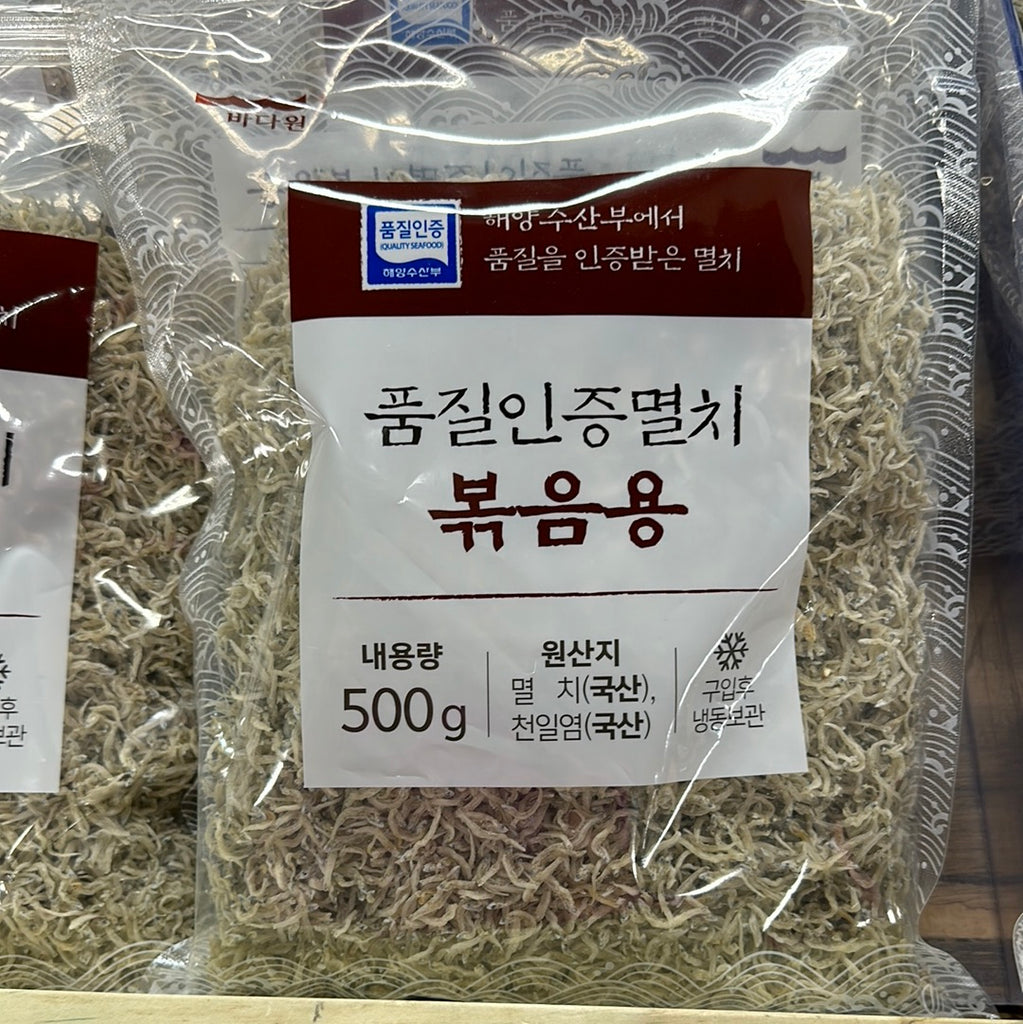 바다원
품질인증
(QUALITY SEAFOOD)
해양수산부
해양수산부에서
품질을 인증받은 멸치
품질인증멸치
볶음용
내용량
500g
원산지
멸 치(국산),
천일염(국산)
구입후
냉동보관
후
보관